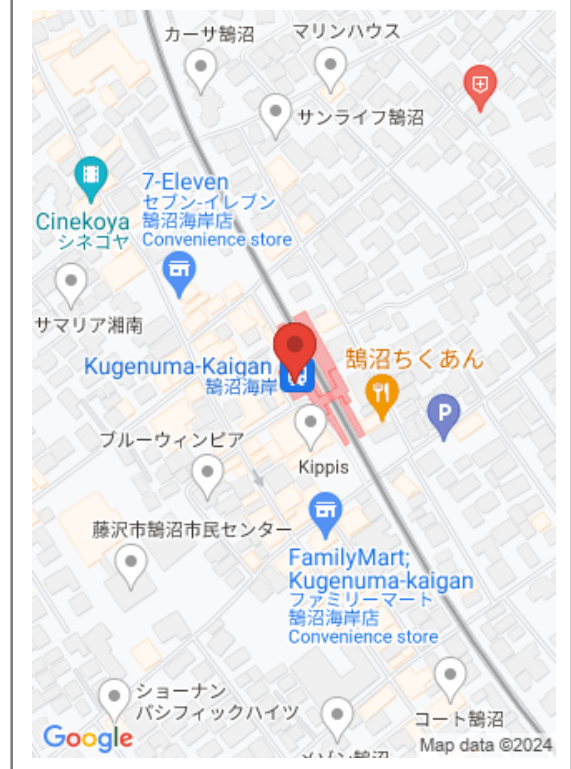 カーサ鵠沼
マリンハウス
サンライフ鵠沼
7-Eleven
セブン-イレブン
鵠沼海岸店
Convenience store
Cinekoya
シネコヤ
サマリア湘南
Kugenuma-Kaigan
鵠沼海岸
鵠沼ちくあん
P
ブルーウィンピア
Kippis
藤沢市鵠沼市民センター
FamilyMart;
Kugenuma-kaigan
ファミリーマート
鵠沼海岸店
Convenience store
ショーナン
パシフィックハイツ
コート鵠沼
メゾン鵠沼
Google
Map data ©2024